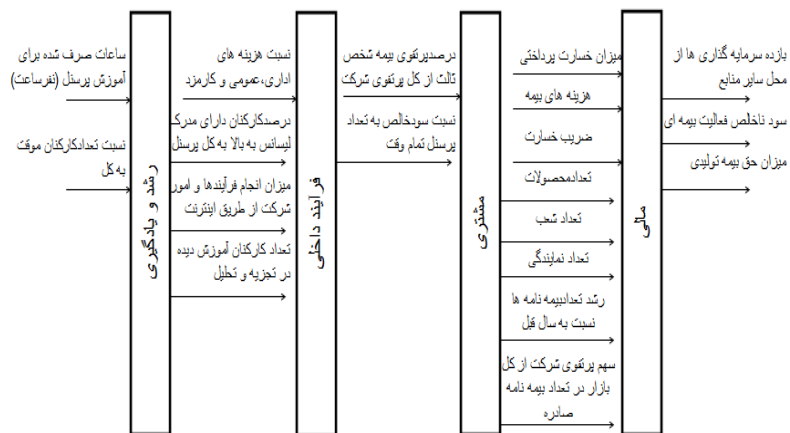 ساعات صرف شده برای
آموزش پرسنل (نفرساعت)
نسبت تعدادکارکنان موقت
به کل
رشد و یادگیری
نسبت هزینه های
اداری،عمومی و کارمزد
درصدکارکنان دارای مدرک
لیسانس به بالا به کل پرسنل
میزان انجام فرآیندها و امور
شرکت از طریق اینترنت
تعداد کارکنان آموزش دیده
در تجزیه و تحلیل
فرآیند داخلی
درصدپرتفوی بیمه شخص
ثالث از کل پرتفوی شرکت
نسبت سودخالص به تعداد
پرسنل تمام وقت
مشتری
میزان خسارت پرداختی
هزینه های بیمه
ضریب خسارت
تعدادمحصولات
تعداد شعب
تعداد نمایندگی
رشد تعدادبیمه نامه ها
نسبت به سال قبل
سهم پرتفوی شرکت از کل
بازار در تعداد بیمه نامه
صادره
مالی
بازده سرمایه گذاری ها از
محل سایر منابع
سود ناخالص فعالیت بیمه ای
میزان حق بیمه تولیدی